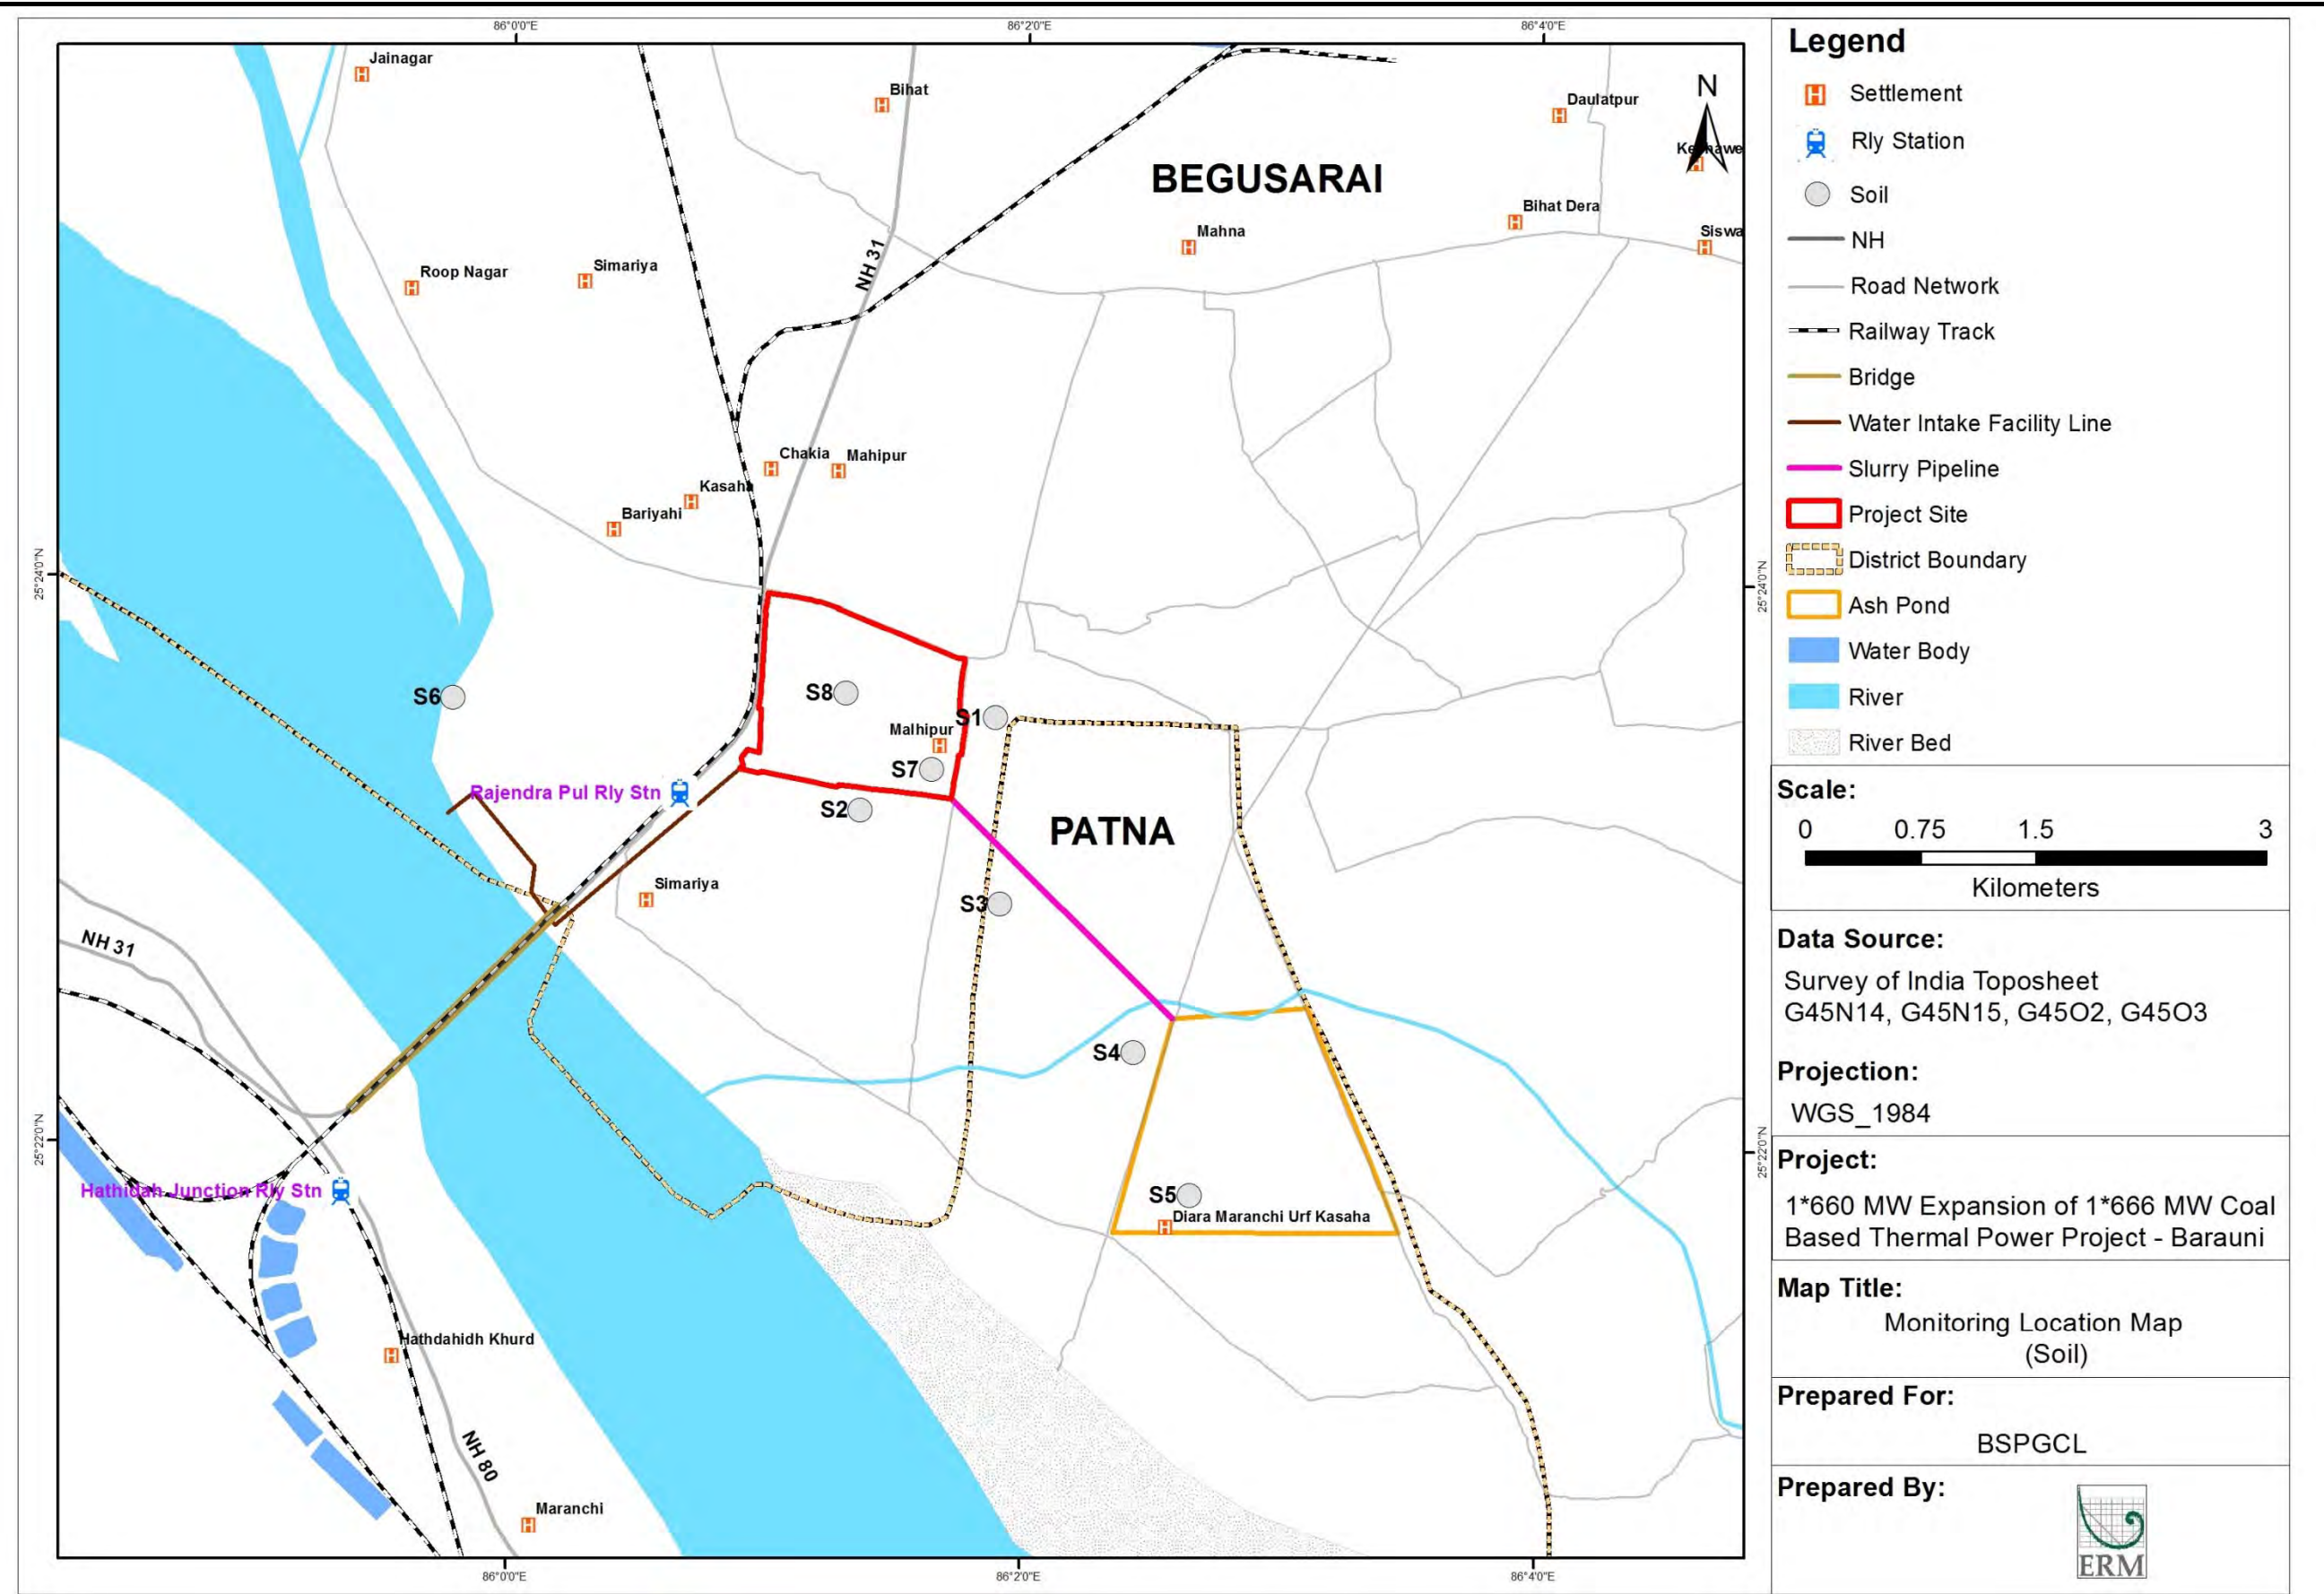 86°0'0"E
86°2'0"E
86°4'0"E
Jainagar
Bihat
Daulatpur
N
BEGUSARAI
Bihat Dera
Mahna
Siswa
NH 31
Roop Nagar
Simariya
Chakia
Mahipur
Kasaha
Bariyahi
25°24'0"N
25°24'0"N
S6
S8
S1
Malhipur
S7
Rajendra Pul Rly Stn
S2
PATNA
Simariya
S3
NH 31
S4
25°22'0"N
25°22'0"N
Hathidah Junction Rly Stn
S5
Diara Maranchi Urf Kasaha
Hathdahidh Khurd
NH 80
Maranchi
86°0'0"E
86°2'0"E
86°4'0"E
Legend
Settlement
Rly Station
Soil
NH
Road Network
Railway Track
Bridge
Water Intake Facility Line
Slurry Pipeline
Project Site
District Boundary
Ash Pond
Water Body
River
River Bed
Scale:
0 0.75 1.5 3
Kilometers
Data Source:
Survey of India Toposheet
G45N14, G45N15, G45O2, G45O3
Projection:
WGS_1984
Project:
1*660 MW Expansion of 1*666 MW Coal
Based Thermal Power Project - Barauni
Map Title:
Monitoring Location Map
(Soil)
Prepared For:
BSPGCL
Prepared By:
ERM